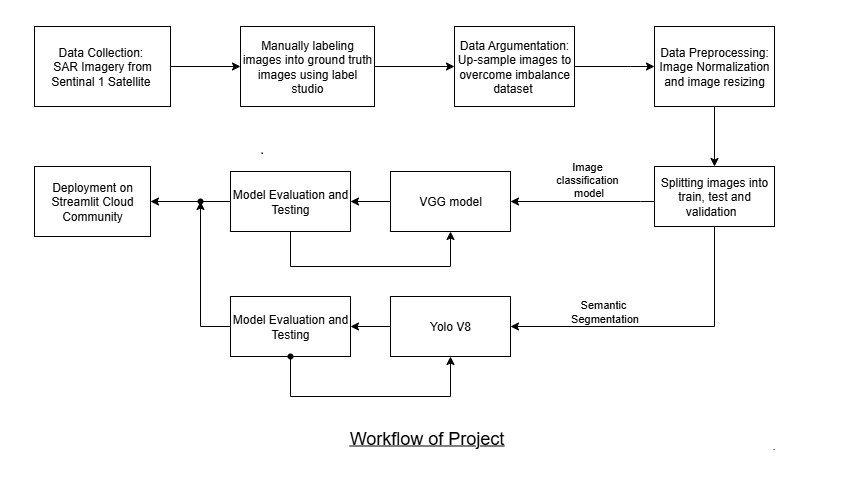 Data Collection:
SAR Imagery from
Sentinal 1 Satellite
Manually labeling
images into ground truth
images using label
studio
Data Argumentation:
Up-sample images to
overcome imbalance
dataset
Data Preprocessing:
Image Normalization
and image resizing
Splitting images into
train, test and
validation
Image
classification
model
VGG model
Model Evaluation and
Testing
Deployment on
Streamlit Cloud
Community
Semantic
Segmentation
Yolo V8
Model Evaluation and
Testing
Workflow of Project